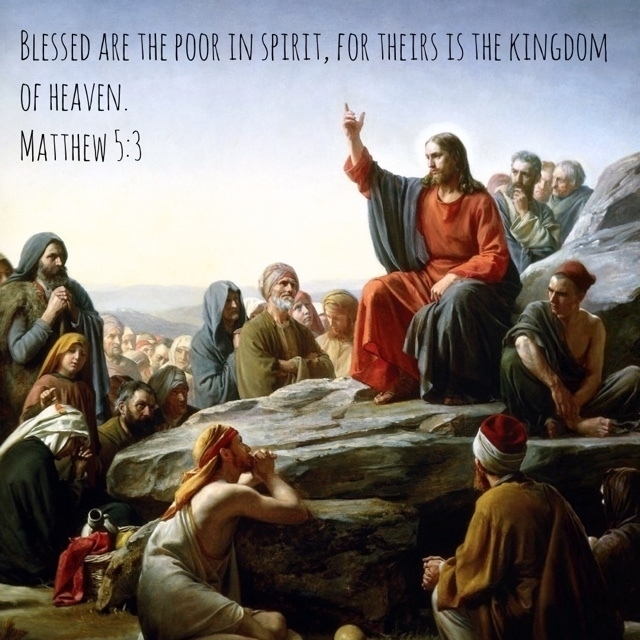 Blessed are the poor in spirit, for theirs is the kingdom
of heaven.
Matthew 5:3